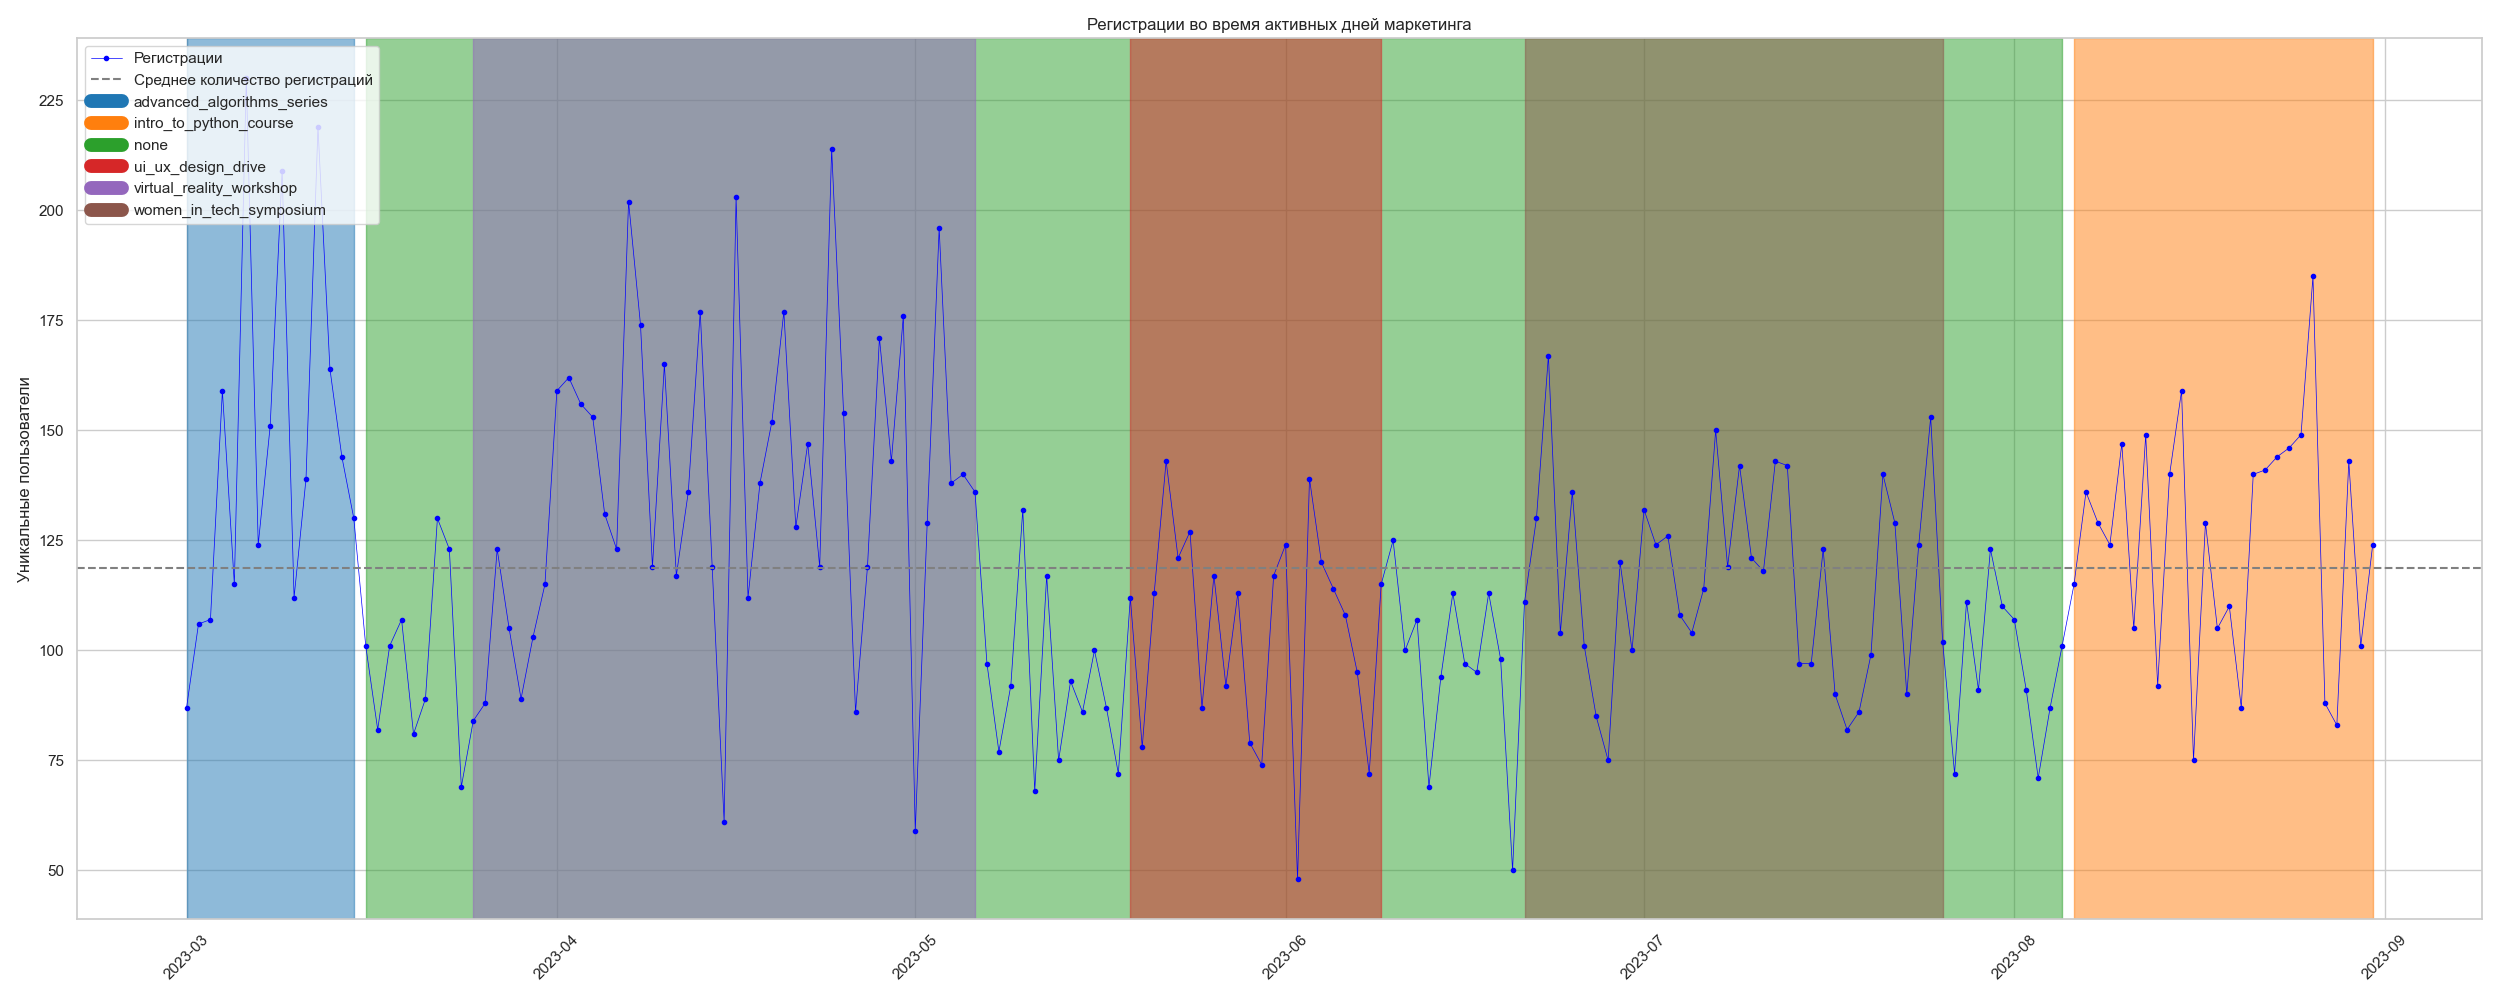 Регистрации во время активных дней маркетинга
Регистрации
Среднее количество регистраций
advanced_algorithms_series
intro_to_python_course
none
ui_ux_design_drive
virtual_reality_workshop
women_in_tech_symposium
Уникальные пользователи
225
200
175
150
125
100
75
50
2023-03
2023-04
2023-05
2023-06
2023-07
2023-08
2023-09